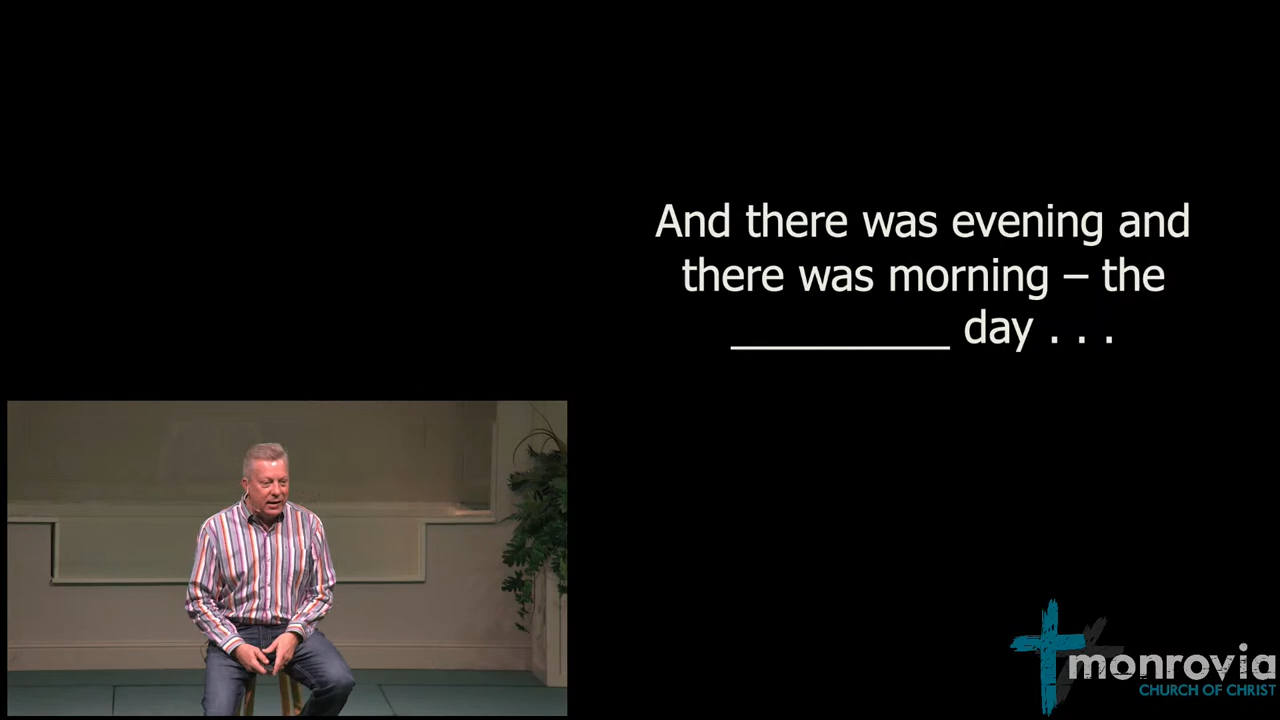 And there was evening and
there was morning – the
__________ day . . .
monrovia
CHURCH OF CHRIST